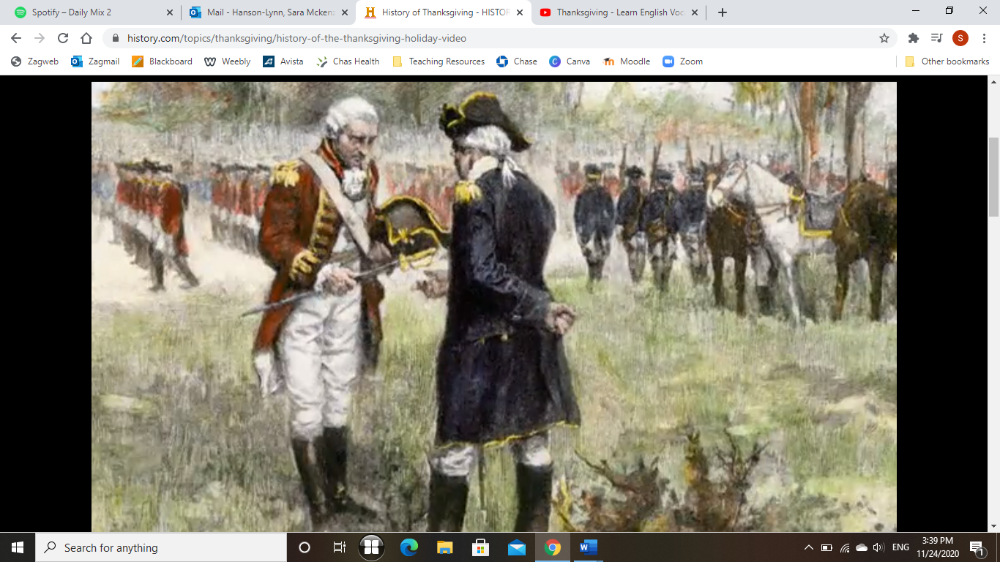 Spotify – Daily Mix 2
Mail - Hanson-Lynn, Sara Mckenz
History of Thanksgiving - HISTOR
Thanksgiving - Learn English Voc
history.com/topics/thanksgiving/history-of-the-thanksgiving-holiday-video
S
Zagweb
Zagmail
Blackboard
Weebly
Avista
Chas Health
Teaching Resources
Chase
Canva
Moodle
Zoom
Other bookmarks
Search for anything
ENG
3:39 PM
11/24/2020
1